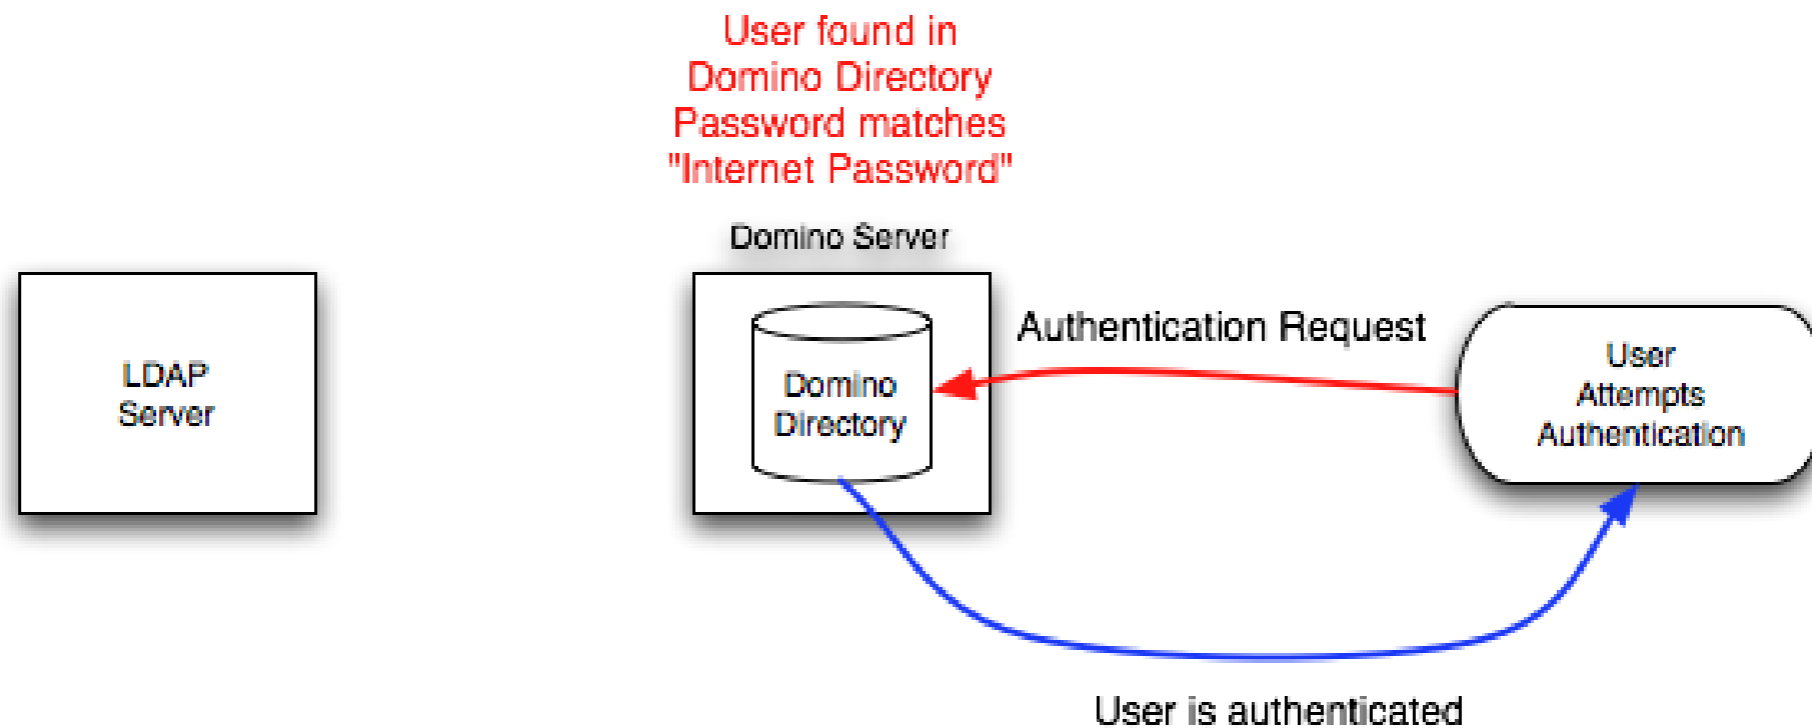 User found in
Domino Directory
Password matches
"Internet Password"
Domino Server
LDAP
Server
Domino
Directory
Authentication Request
User
Attempts
Authentication
User is authenticated